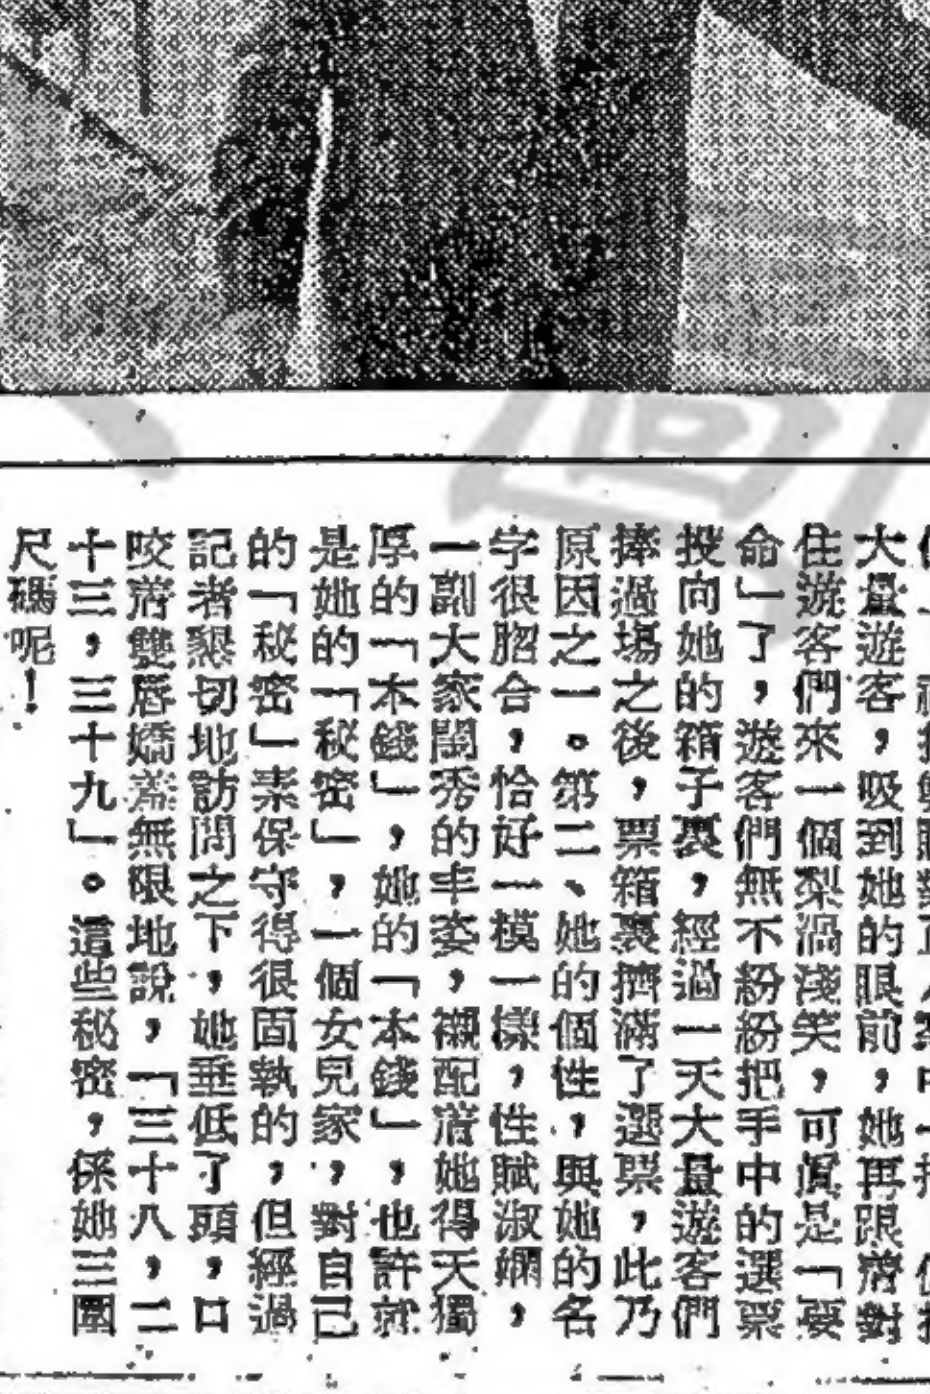 大量遊客，吸到她的眼前，她再跟着對
住遊客們來一個梨渦淺笑，可眞是「要
命」了，遊客們無不紛紛把手中的選票
投向她的箱子裏，經過一天大量遊客們
捧過塲之後，票箱裏擠滿了選票，此乃
原因之一。第二、她的個性，與她的名
字很脗合，恰好一模一樣，性賦淑嫻，
一副大家閨秀的丰姿，襯配着她得天獨
厚的「本錢」，她的「本錢」，也許就
是她的「秘密」，一個女兒家，對自己
的「秘密」素保守得很固執的，但經過
記者懇切地訪問之下，她垂低了頭，口
咬着雙唇嬌羞無限地說，「三十八，二
十三，三十九」。這些秘密，係她三圍
尺碼呢！